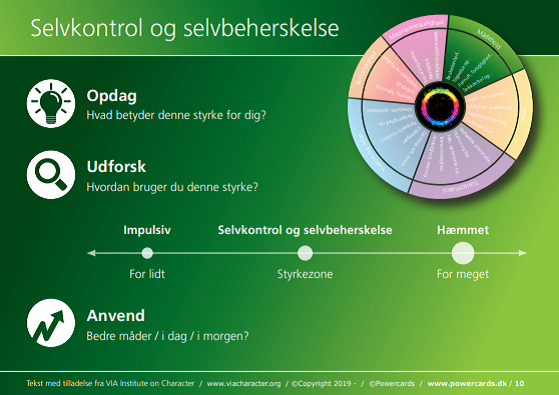 Selvkontrol og selvbeherskelse
Mådehold
Opdag
Hvad betyder denne styrke for dig?
Udforsk
Hvordan bruger du denne styrke?
Impulsiv
Selvkontrol og selvbeherskelse
Hæmmet
For lidt
Styrkezone
For meget
Anvend
Bedre måder / i dag / i morgen?
Tekst med tilladelse fra VIA Institute on Character / www.viacharacter.org / ©Copyright 2019 - / ©Powercards / www.powercards.dk / 10